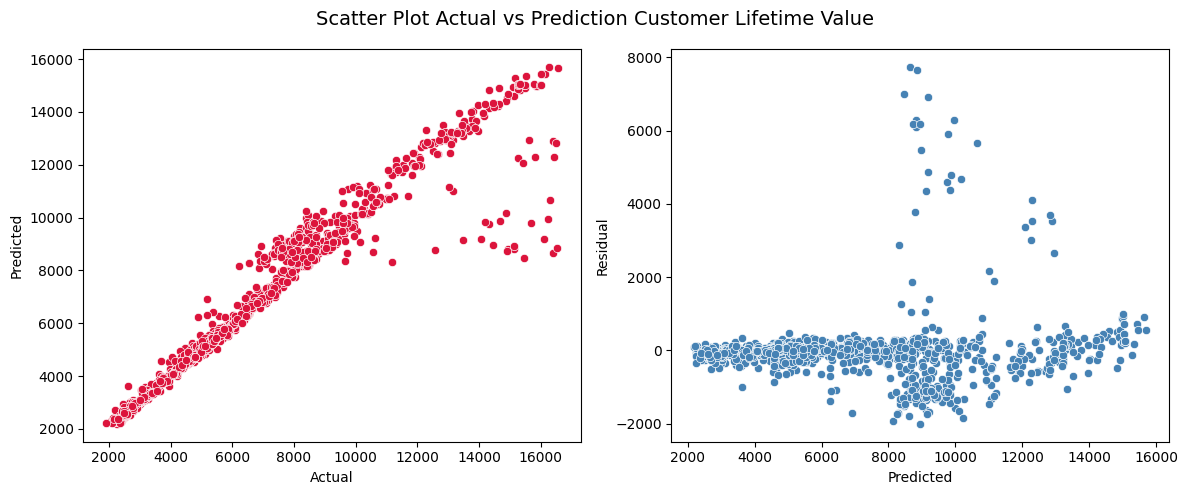 Scatter Plot Actual vs Prediction Customer Lifetime Value
16000
14000
12000
10000
8000
6000
4000
2000
Predicted
2000 4000 6000 8000 10000 12000 14000 16000
Actual
8000
6000
4000
2000
0
−2000
Residual
2000 4000 6000 8000 10000 12000 14000 16000
Predicted